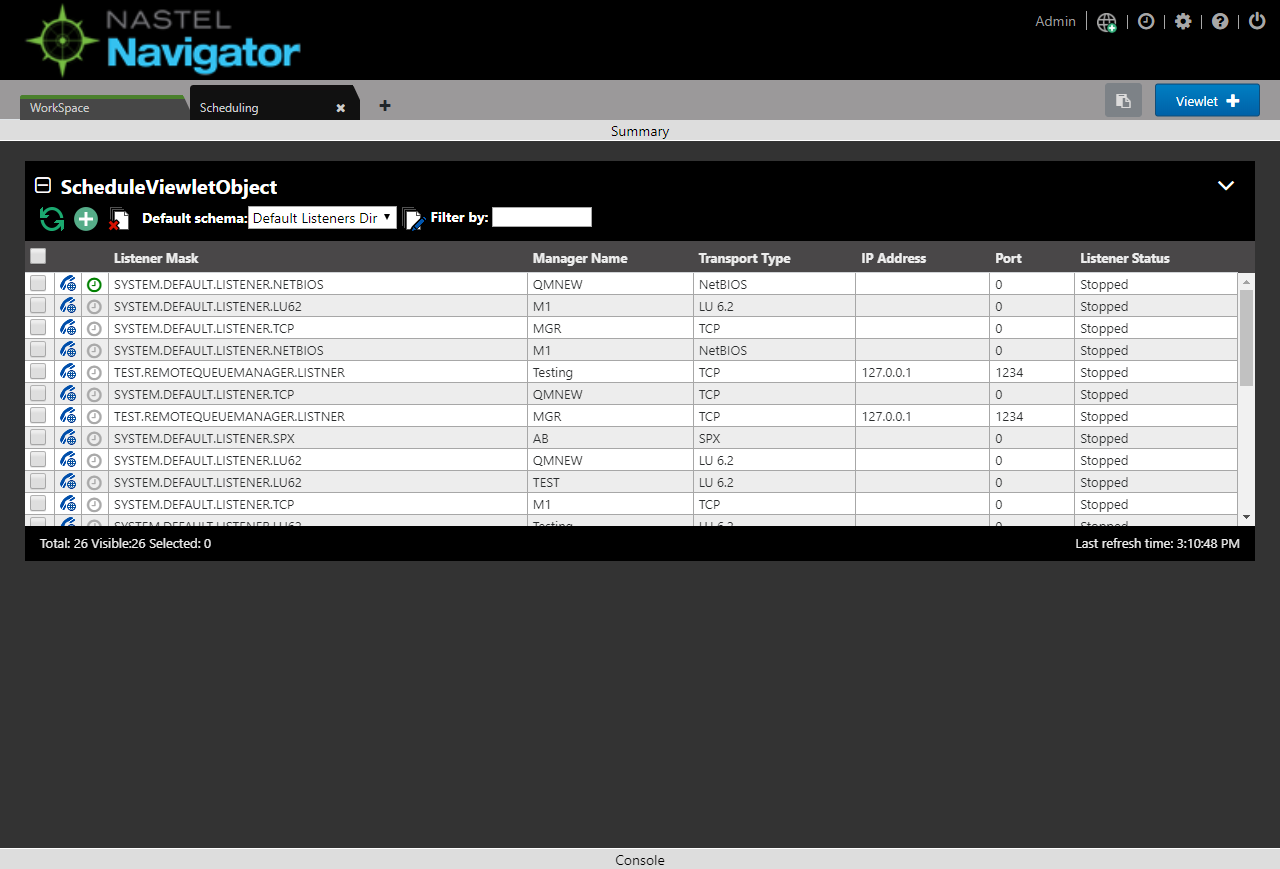 NASTEL
Navigator
Admin
WorkSpace
Scheduling
Viewlet
Summary
ScheduleViewletObject
Default schema: Default Listeners Dir Filter by:
Listener Mask Manager Name Transport Type IP Address Port Listener Status
SYSTEM.DEFAULT.LISTENER.NETBIOS QMNEW NetBIOS 0 Stopped
SYSTEM.DEFAULT.LISTENER.LU62 M1 LU 6.2 0 Stopped
SYSTEM.DEFAULT.LISTENER.TCP MGR TCP 0 Stopped
SYSTEM.DEFAULT.LISTENER.NETBIOS M1 NetBIOS 0 Stopped
TEST.REMOTEQUEUEMANAGER.LISTNER Testing TCP 127.0.0.1 1234 Stopped
SYSTEM.DEFAULT.LISTENER.TCP QMNEW TCP 0 Stopped
TEST.REMOTEQUEUEMANAGER.LISTNER MGR TCP 127.0.0.1 1234 Stopped
SYSTEM.DEFAULT.LISTENER.SPX AB SPX 0 Stopped
SYSTEM.DEFAULT.LISTENER.LU62 QMNEW LU 6.2 0 Stopped
SYSTEM.DEFAULT.LISTENER.LU62 TEST LU 6.2 0 Stopped
SYSTEM.DEFAULT.LISTENER.TCP M1 TCP 0 Stopped
SYSTEM.DEFAULT.LISTENER.LU62 Testing LU 6.2 0 Stopped
Total: 26 Visible:26 Selected: 0
Last refresh time: 3:10:48 PM
Console